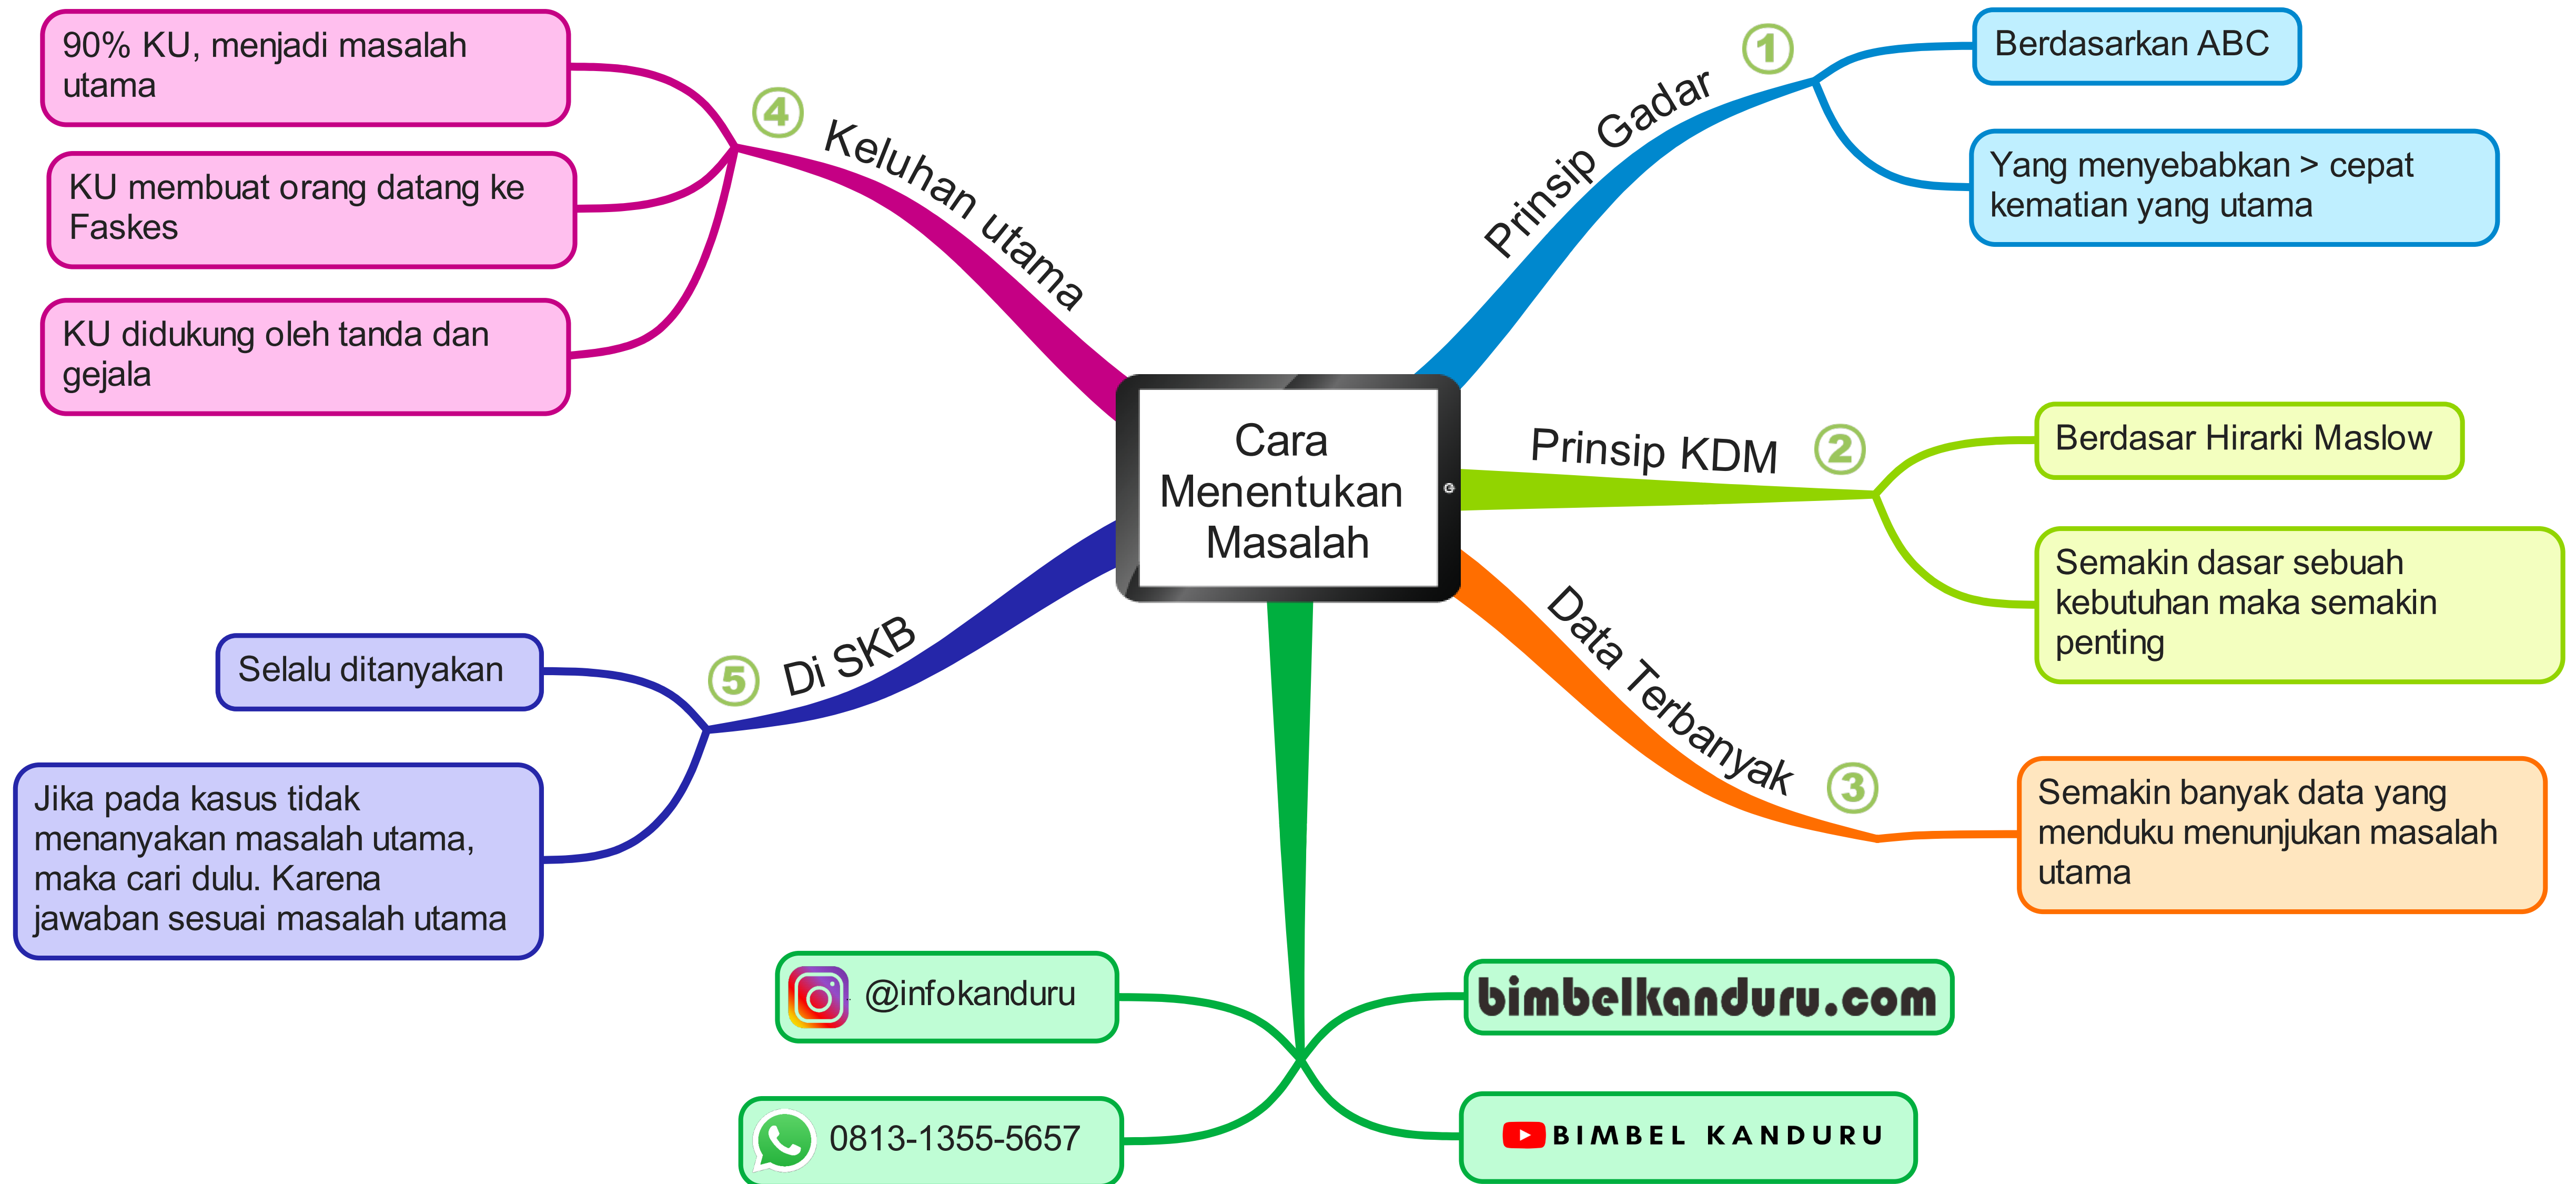 Cara
Menentukan
Masalah
1
Prinsip Gadar
Berdasarkan ABC
Yang menyebabkan > cepat
kematian yang utama
2
Prinsip KDM
Berdasar Hirarki Maslow
Semakin dasar sebuah
kebutuhan maka semakin
penting
3
Data Terbanyak
Semakin banyak data yang
menduku menunjukan masalah
utama
4
Keluhan utama
90% KU, menjadi masalah
utama
KU membuat orang datang ke
Faskes
KU didukung oleh tanda dan
gejala
5
Di SKB
Selalu ditanyakan
Jika pada kasus tidak
menanyakan masalah utama,
maka cari dulu. Karena
jawaban sesuai masalah utama
@infokanduru
0813-1355-5657
bimbelkanduru.com
BIMBEL KANDURU